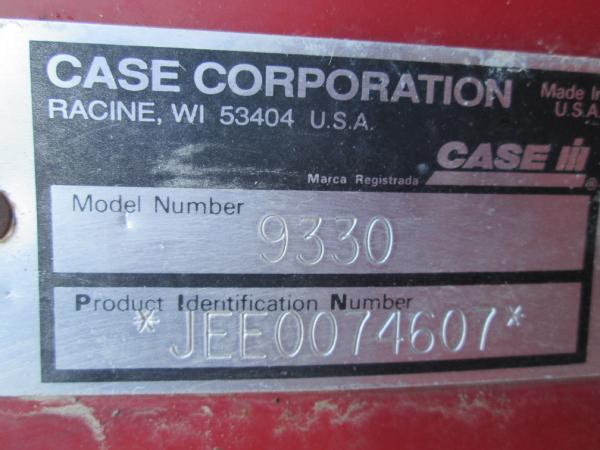 CASE CORPORATION
RACINE, WI 53404 U.S.A.
Made In
U.S.A.
CASE IH
®
Marca Registrada
Model Number
9330
Product Identification Number
*JEE0074607*